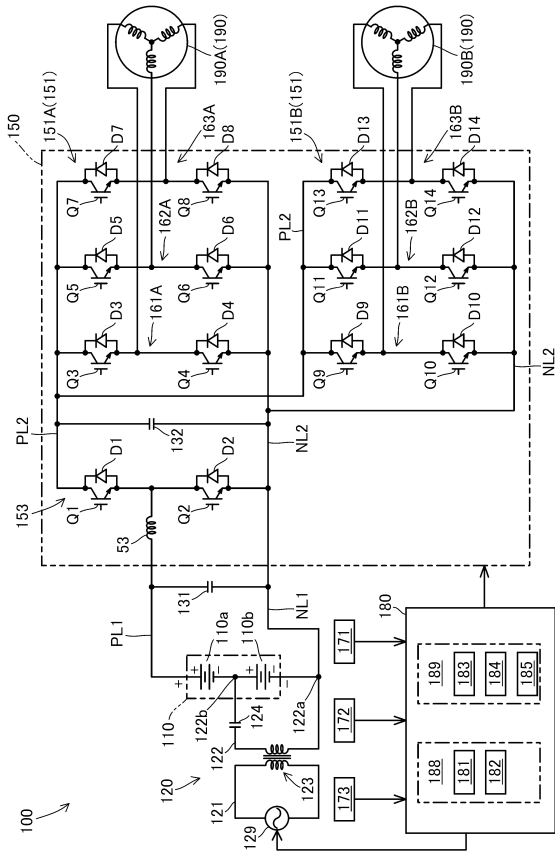 150
151A(151)
190A(190)
163A
D7
D8
Q7
Q8
162A
D5
D6
Q5
Q6
161A
D3
D4
Q3
Q4
PL2
132
NL2
153
D1
D2
Q1
Q2
53
151B(151)
190B(190)
163B
D13
D14
Q13
Q14
PL2
162B
D11
D12
Q11
Q12
161B
D9
D10
Q9
Q10
NL2
PL1
131
NL1
110
110a
110b
122b
122a
124
122
120
123
121
129
100
171
172
173
180
189
183
184
185
188
181
182
+
−
+
−
+
−